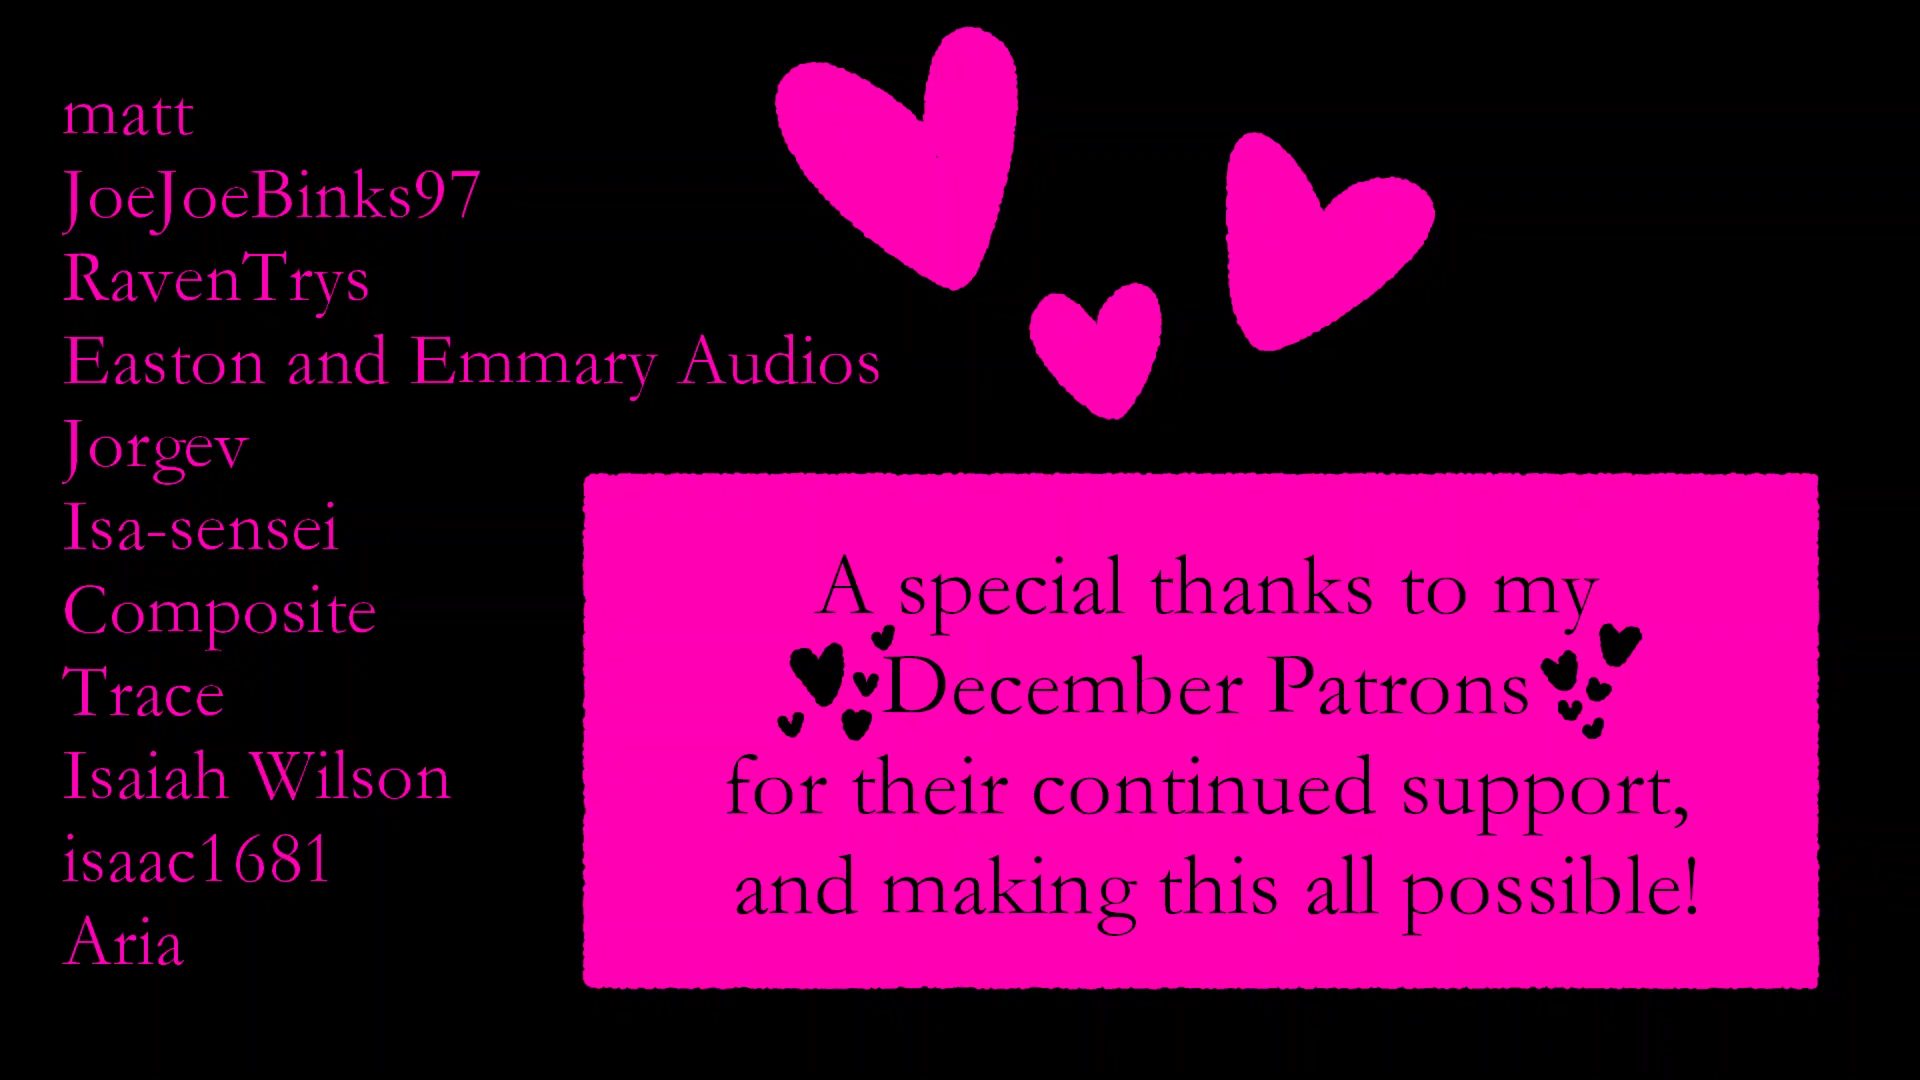 matt
JoeJoeBinks97
RavenTrys
Easton and Emmary Audios
Jorgev
Isa-sensei
Composite
Trace
Isaiah Wilson
isaac1681
Aria
A special thanks to my
December Patrons
for their continued support,
and making this all possible!